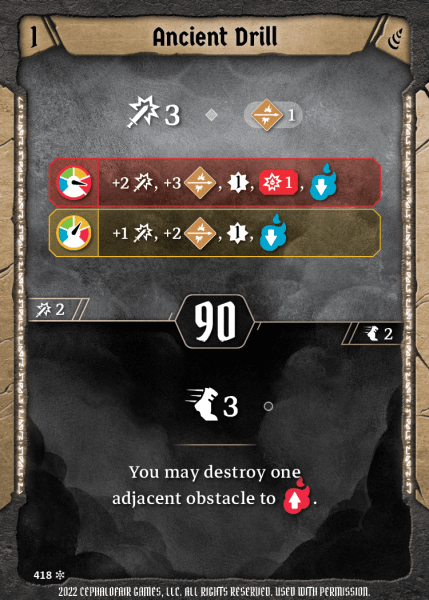 1 Ancient Drill
3 1
+2 , +3 , , 1 ,
+1 , +2 , ,
2
90
2
3
You may destroy one
adjacent obstacle to .
418
2022 CEPHALOFAIR GAMES, LLC. ALL RIGHTS RESERVED. USED WITH PERMISSION.